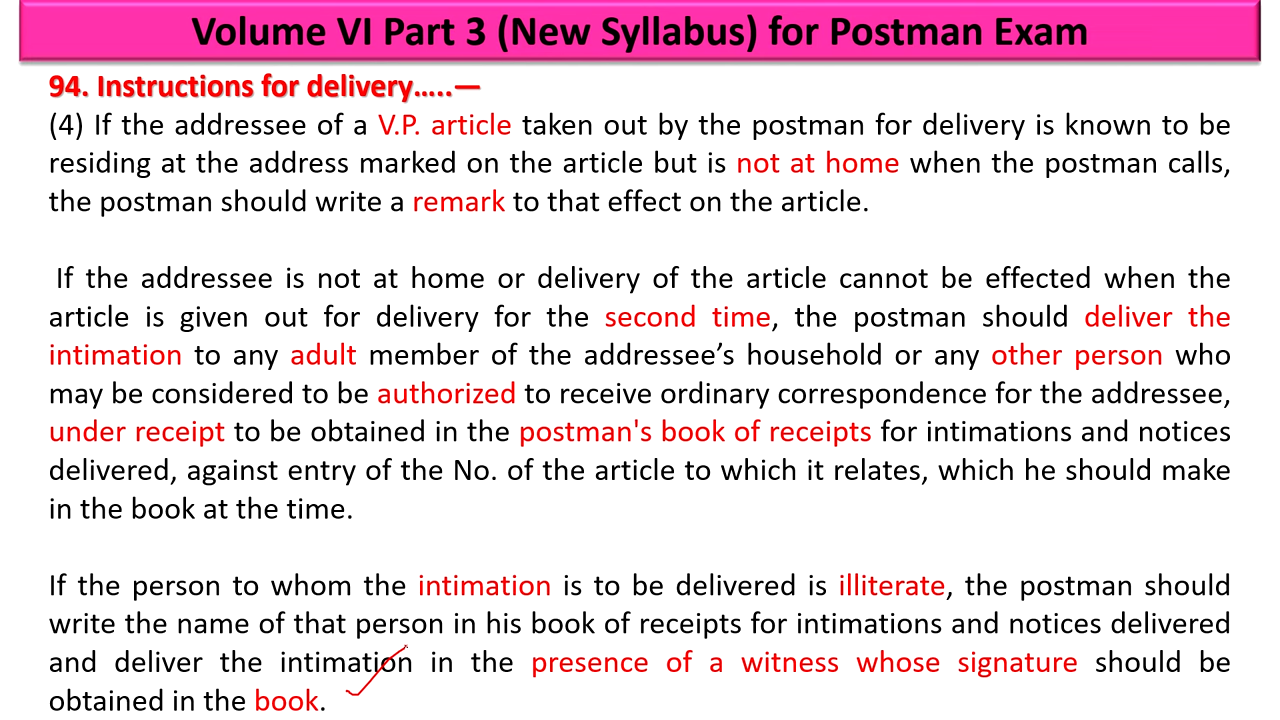 Volume VI Part 3 (New Syllabus) for Postman Exam
94. Instructions for delivery…..—
(4) If the addressee of a V.P. article taken out by the postman for delivery is known to be
residing at the address marked on the article but is not at home when the postman calls,
the postman should write a remark to that effect on the article.
If the addressee is not at home or delivery of the article cannot be effected when the
article is given out for delivery for the second time, the postman should deliver the
intimation to any adult member of the addressee’s household or any other person who
may be considered to be authorized to receive ordinary correspondence for the addressee,
under receipt to be obtained in the postman's book of receipts for intimations and notices
delivered, against entry of the No. of the article to which it relates, which he should make
in the book at the time.
If the person to whom the intimation is to be delivered is illiterate, the postman should
write the name of that person in his book of receipts for intimations and notices delivered
and deliver the intimation in the presence of a witness whose signature should be
obtained in the book.